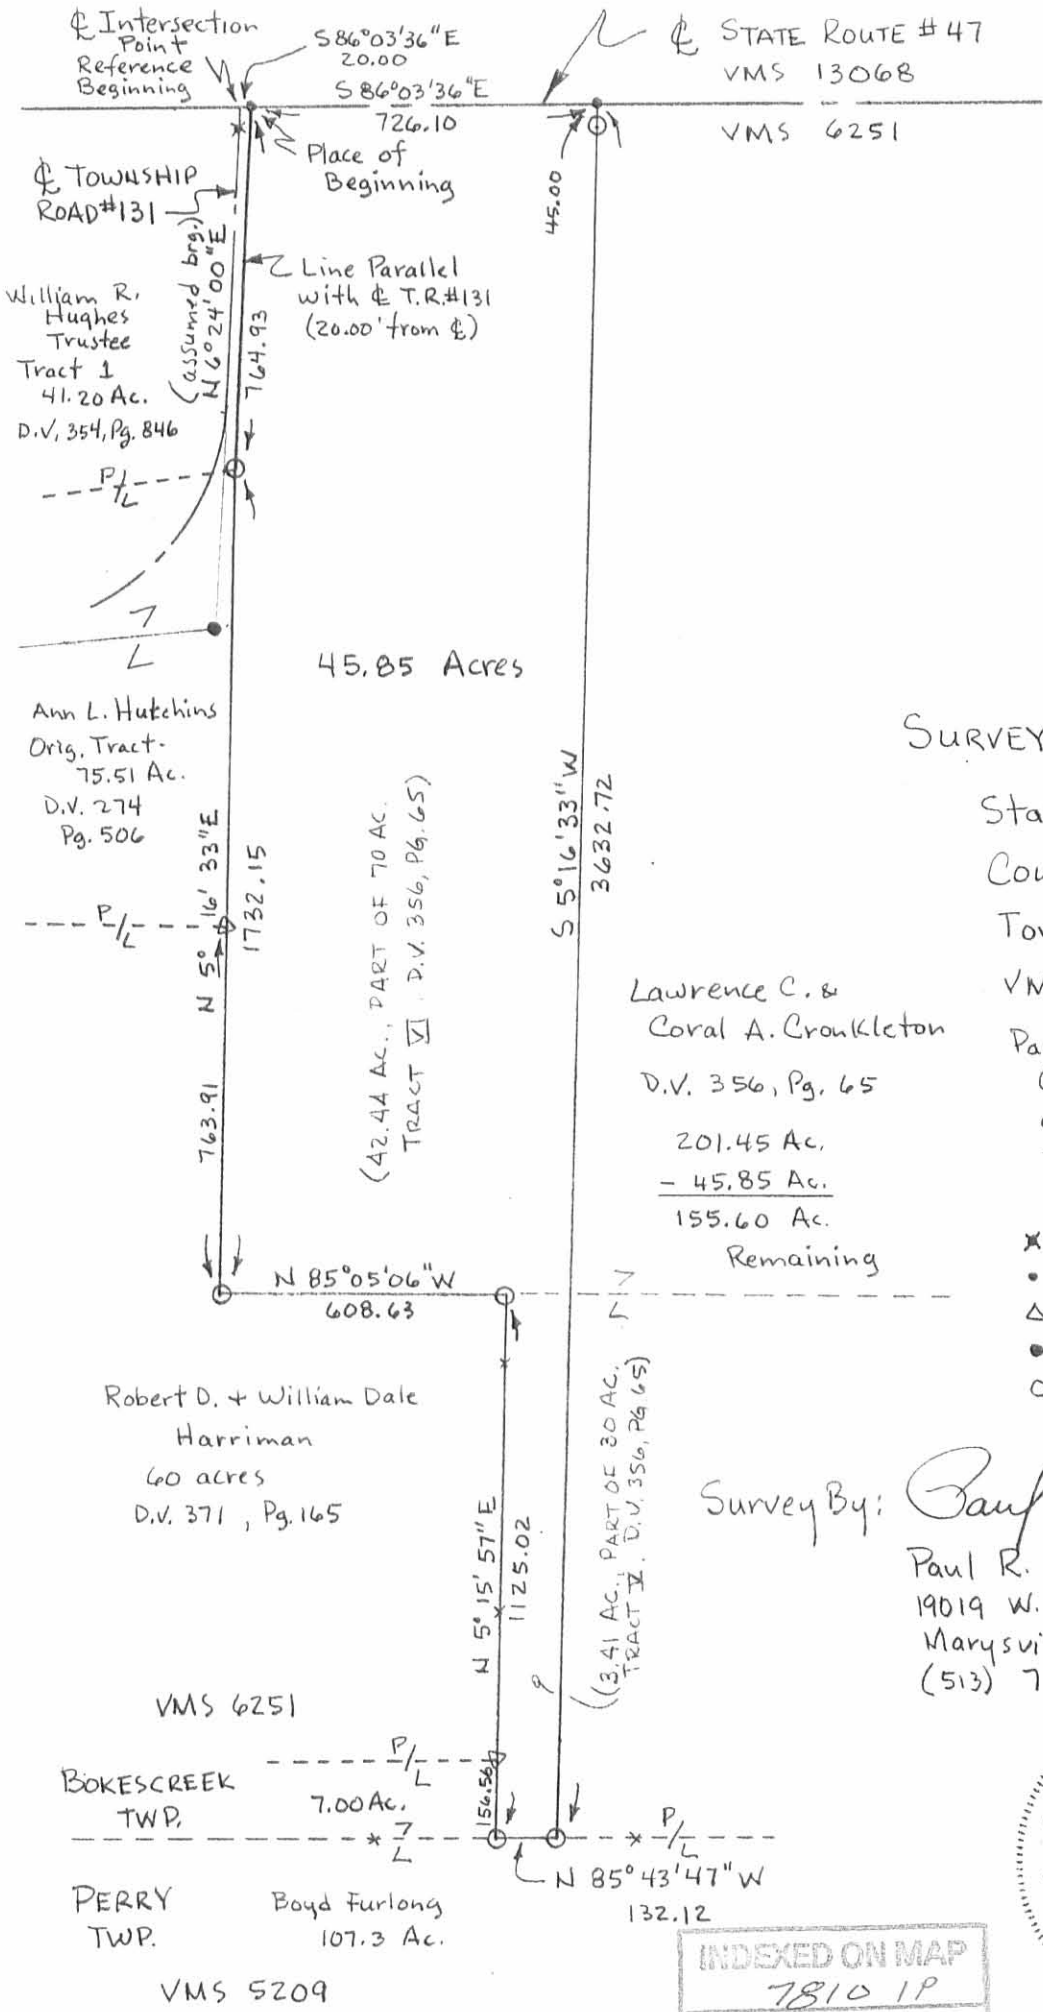 ℄ Intersection
Point
Reference
Beginning
S 86°03'36"E
20.00
S 86°03'36"E
726.10
℄ STATE ROUTE #47
VMS 13068
VMS 6251
Place of
Beginning
45.00
℄ TOWNSHIP
ROAD #131
(assumed brg.)
N 6°24'00"E
764.93
Line Parallel
with ℄ T.R.#131
(20.00' from ℄)
William R.
Hughes
Trustee
Tract 1
41.20 Ac.
D.V. 354, Pg. 846
P/L
45.85 Acres
Ann L. Hutchins
Orig. Tract-
75.51 Ac.
D.V. 274
Pg. 506
P/L
N 5° 16' 33"E
1732.15
763.91
(42.44 AC., PART OF 70 AC.
TRACT VI D.V. 356, PG. 65)
S 5°16'33"W
3632.72
SURVEY
Sta
Cou
Tow
VM
Pa
Lawrence C. &
Coral A. Cronkleton
D.V. 356, Pg. 65
201.45 Ac.
- 45.85 Ac.
155.60 Ac.
Remaining
N 85°05'06"W
608.63
Robert D. + William Dale
Harriman
60 acres
D.V. 371, Pg. 165
N 5° 15' 57"E
1125.02
(3.41 AC., PART OF 30 AC.
TRACT V D.V. 356, PG 65)
Survey By: Paul
Paul R.
19019 W.
Marysvi
(513) 7
VMS 6251
P/L
BOKESCREEK
TWP.
7.00 Ac.
156.56
P/L
N 85°43'47"W
132.12
PERRY
TWP.
Boyd Furlong
107.3 Ac.
VMS 5209
INDEXED ON MAP
7810 1P